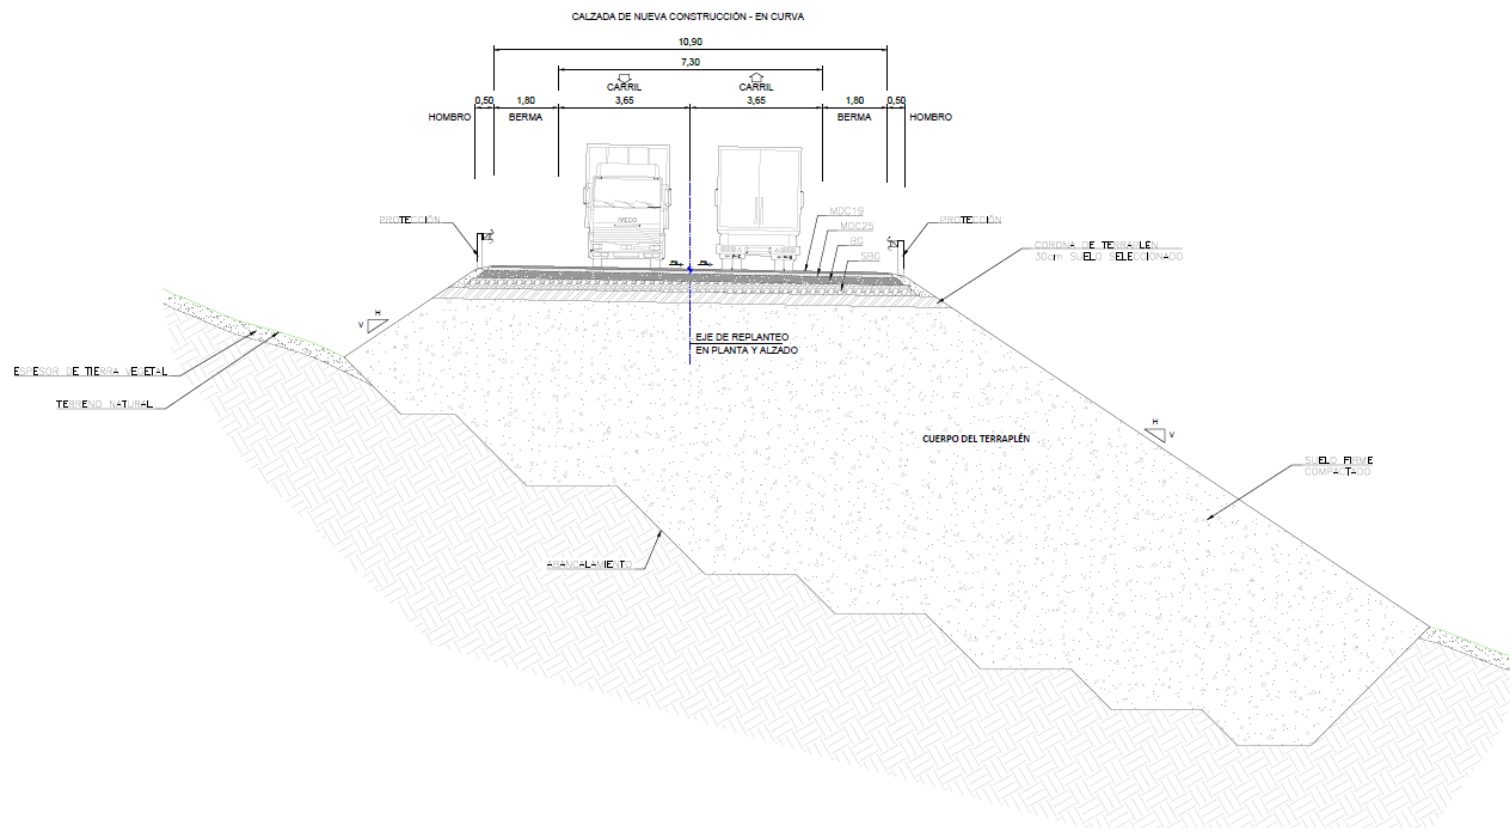 CALZADA DE NUEVA CONSTRUCCIÓN - EN CURVA
10,90
7,30
CARRIL
CARRIL
0,50
1,80
3,65
3,65
1,80
0,50
HOMBRO
BERMA
BERMA
HOMBRO
IVECO
PROTECCIÓN
MDC19
PROTECCIÓN
MDC25
BG
SBG
CORONA DE TERRAPLÉN
30cm SUELO SELECCIONADO
H
V
EJE DE REPLANTEO
EN PLANTA Y ALZADO
ESPESOR DE TIERRA VEGETAL
TERRENO NATURAL
H
V
CUERPO DEL TERRAPLÉN
SUELO FIRME
COMPACTADO
ABANCALAMIENTO